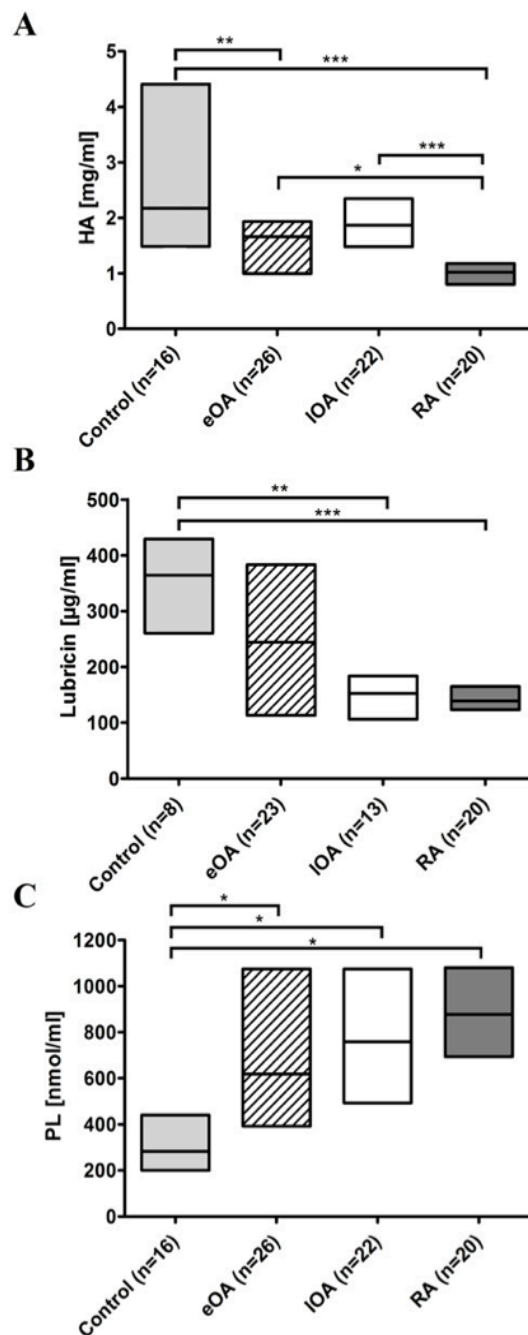 A
**
***
*
***
HA [mg/ml]
5
4
3
2
1
0
Control (n=16)
eOA (n=26)
lOA (n=22)
RA (n=20)
B
**
***
Lubricin [µg/ml]
500
400
300
200
100
0
Control (n=8)
eOA (n=23)
lOA (n=13)
RA (n=20)
C
*
*
*
PL [nmol/ml]
1200
1000
800
600
400
200
0
Control (n=16)
eOA (n=26)
lOA (n=22)
RA (n=20)